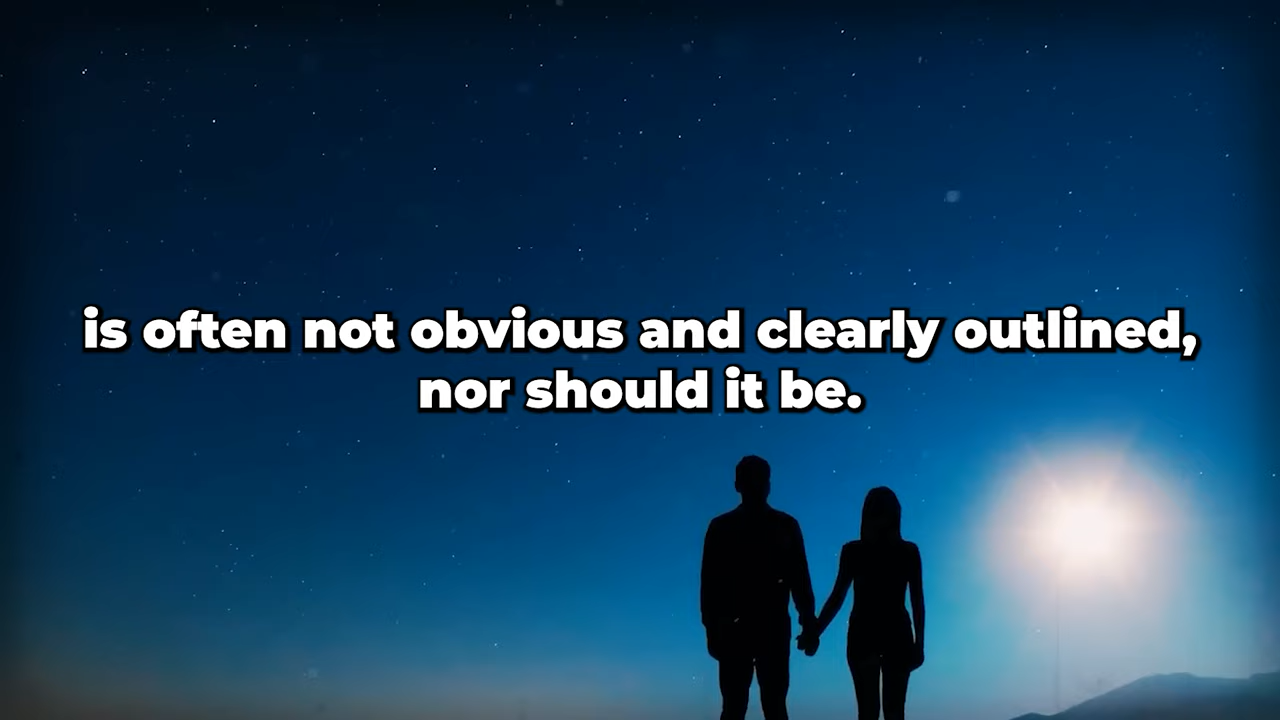 is often not obvious and clearly outlined,
nor should it be.